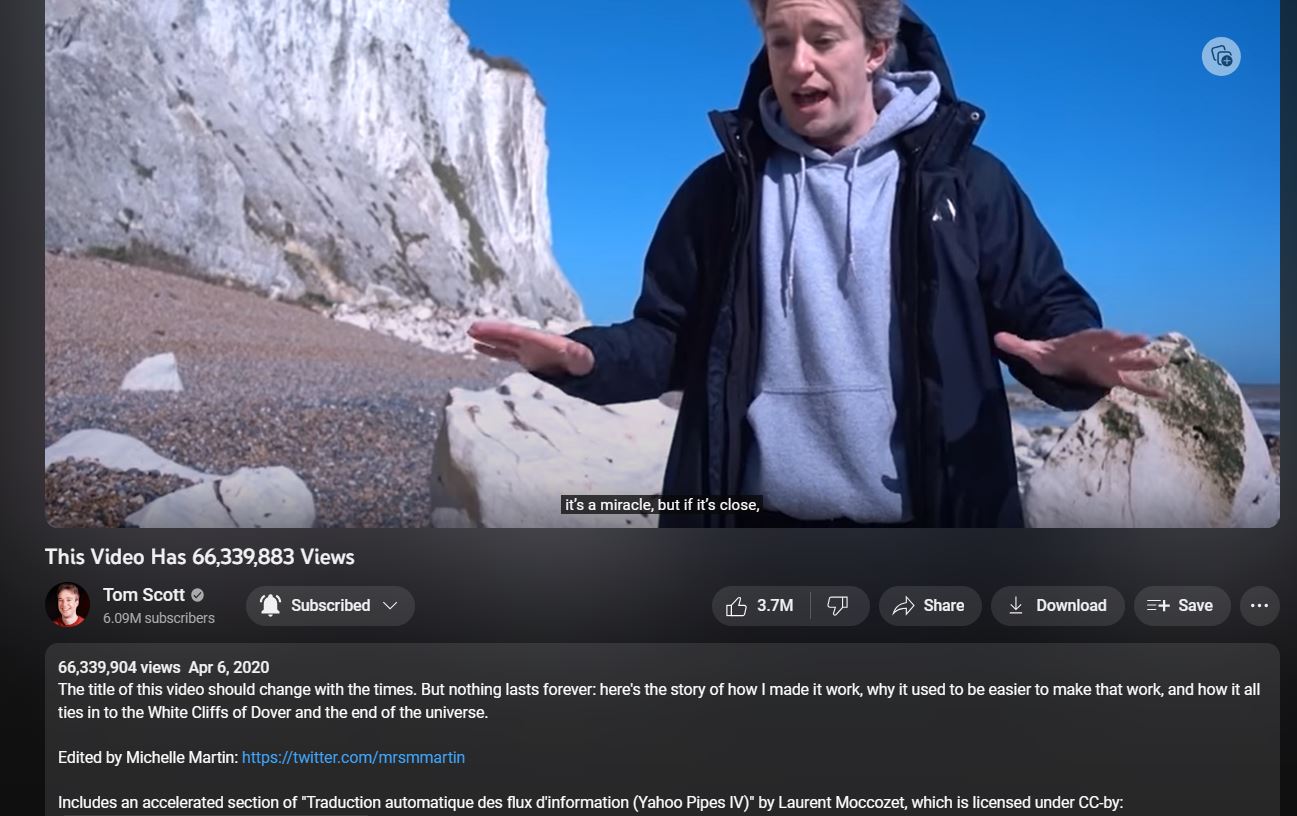 it's a miracle, but if it's close,
This Video Has 66,339,883 Views
Tom Scott
6.09M subscribers
Subscribed
3.7M
Share
Download
Save
66,339,904 views Apr 6, 2020
The title of this video should change with the times. But nothing lasts forever: here's the story of how I made it work, why it used to be easier to make that work, and how it all
ties in to the White Cliffs of Dover and the end of the universe.
Edited by Michelle Martin: https://twitter.com/mrsmmartin
Includes an accelerated section of "Traduction automatique des flux d'information (Yahoo Pipes IV)" by Laurent Moccozet, which is licensed under CC-by: